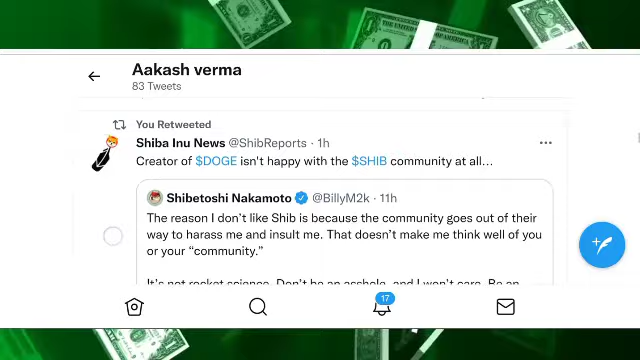 Aakash verma
83 Tweets
You Retweeted
Shiba Inu News @ShibReports · 1h
Creator of $DOGE isn't happy with the $SHIB community at all...
Shibetoshi Nakamoto @BillyM2k · 11h
The reason I don't like Shib is because the community goes out of their
way to harass me and insult me. That doesn't make me think well of you
or your “community.”
It's not rocket science. Don't be an asshole, and I won't care. Be an
17